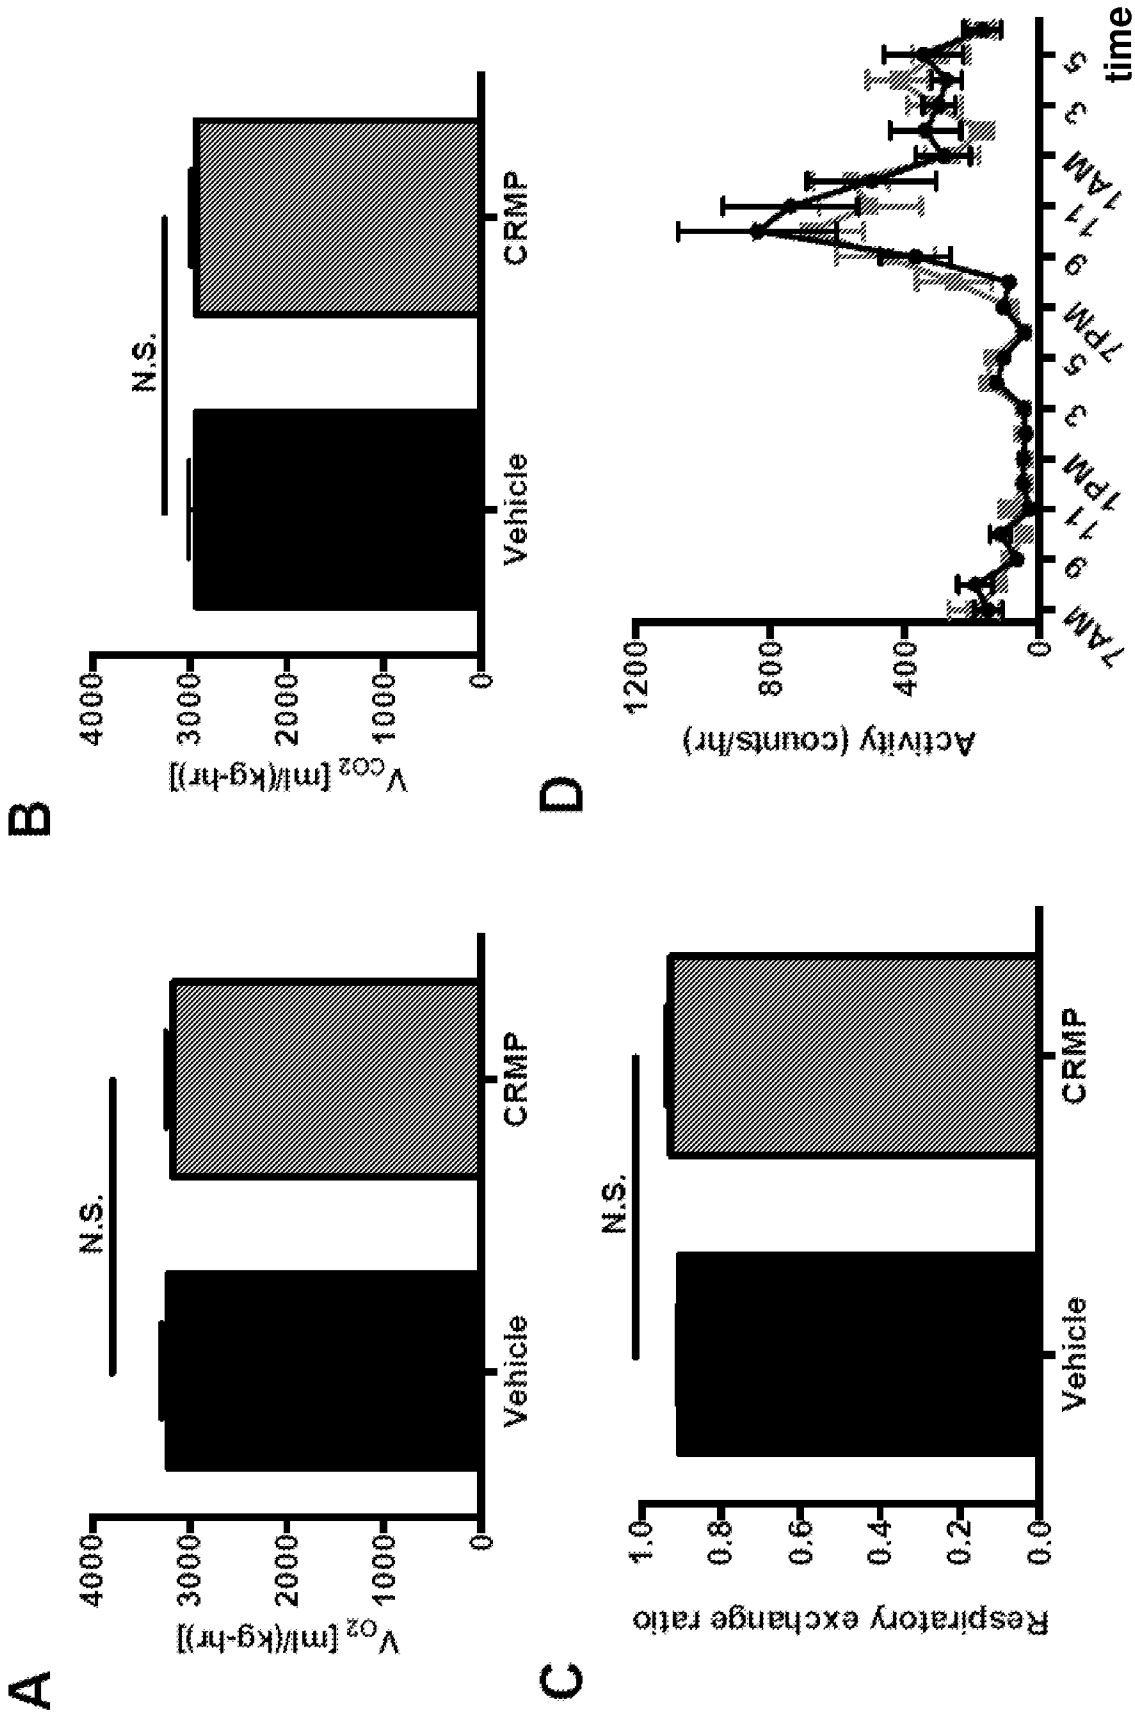 A
V_O2 [ml/(kg-hr)]
4000
3000
2000
1000
0
N.S.
Vehicle
CRMP
B
V_CO2 [ml/(kg-hr)]
4000
3000
2000
1000
0
N.S.
Vehicle
CRMP
C
Respiratory exchange ratio
1.0
0.8
0.6
0.4
0.2
0.0
N.S.
Vehicle
CRMP
D
Activity (counts/hr)
1200
800
400
0
7AM
9
11
1PM
3
5
7PM
9
11
1AM
3
5
time